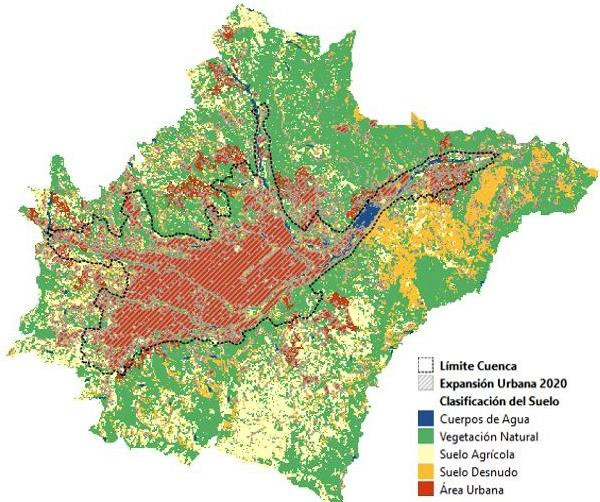 Límite Cuenca
Expansión Urbana 2020
Clasificación del Suelo
Cuerpos de Agua
Vegetación Natural
Suelo Agrícola
Suelo Desnudo
Área Urbana